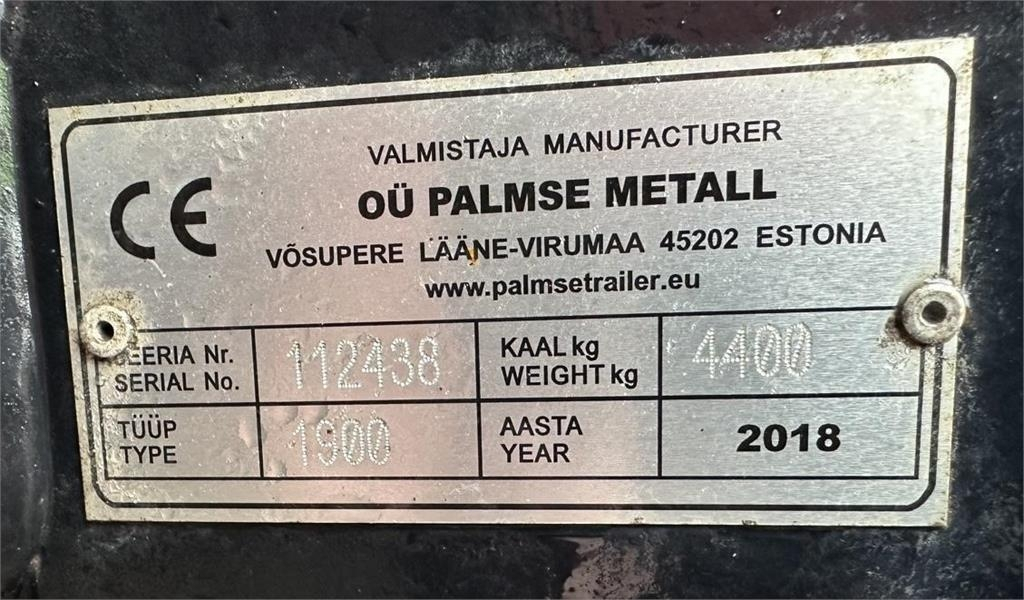 CE
VALMISTAJA MANUFACTURER
OÜ PALMSE METALL
VÕSUPERE LÄÄNE-VIRUMAA 45202 ESTONIA
www.palmsetrailer.eu
SEERIA Nr. 112438 KAAL kg 4400
SERIAL No. WEIGHT kg
TÜÜP 1900 AASTA 2018
TYPE YEAR